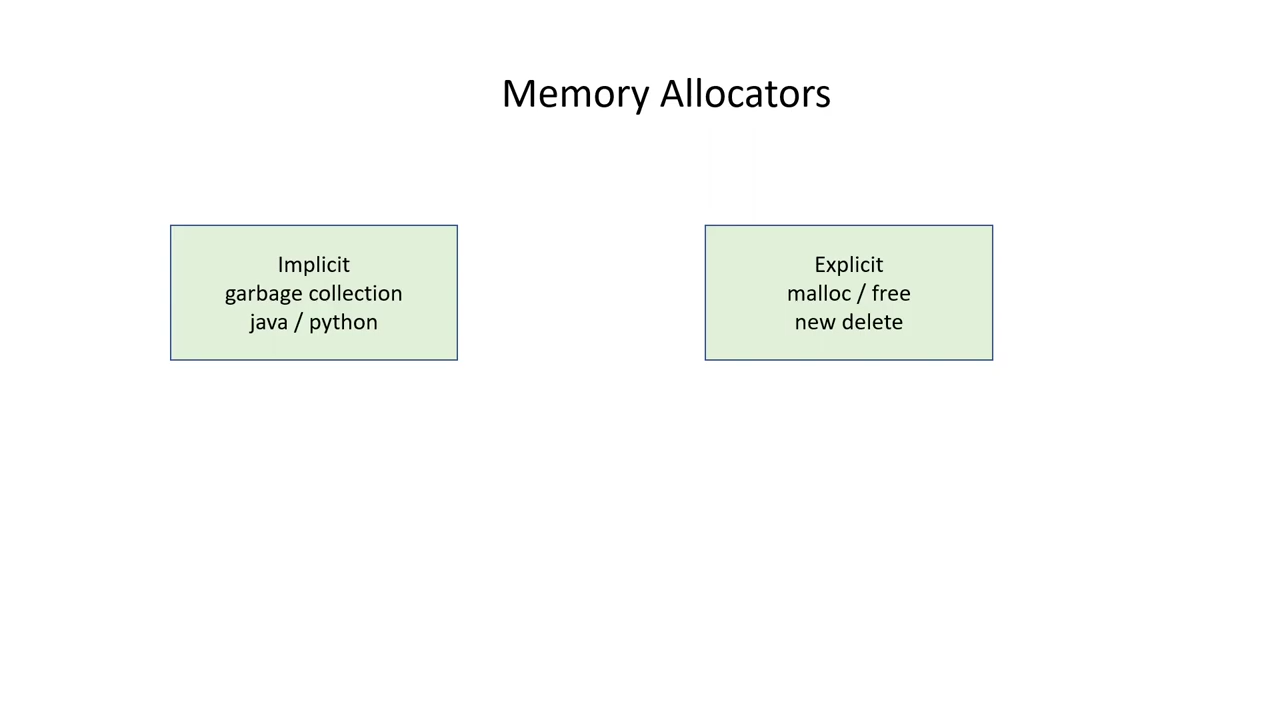 Memory Allocators
Implicit
garbage collection
java / python
Explicit
malloc / free
new delete